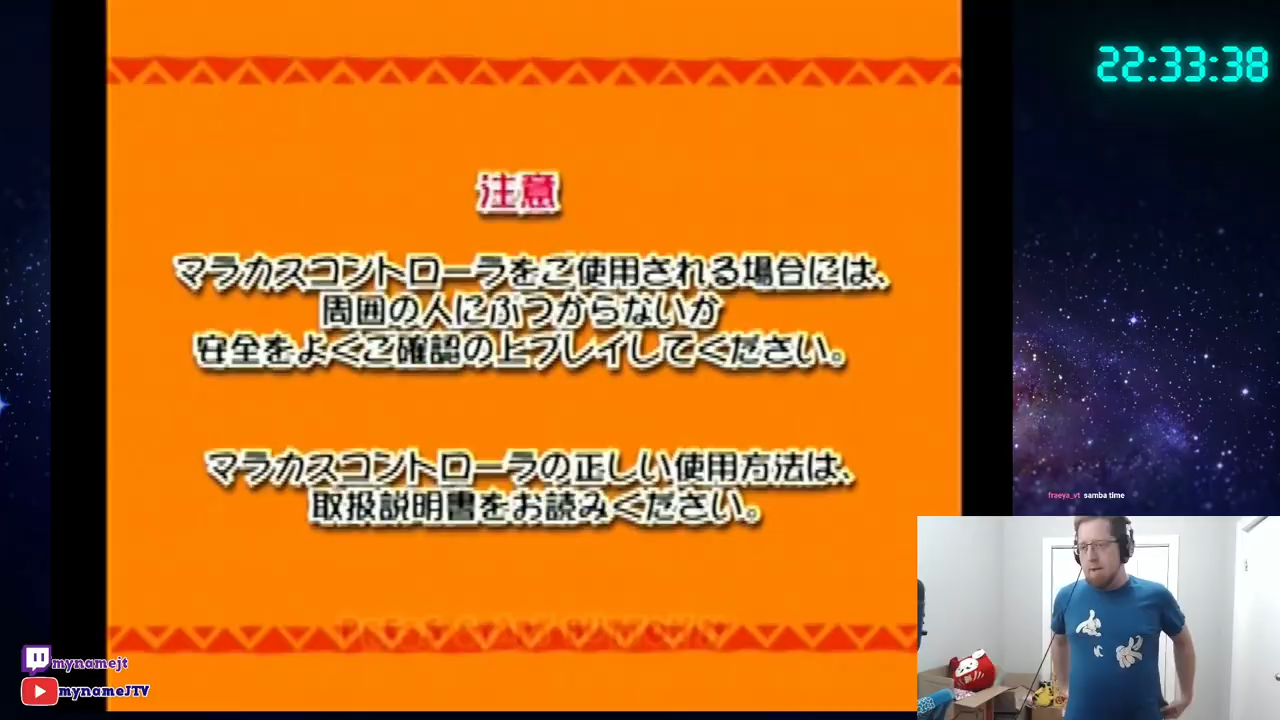 22:33:38
注意
マラカスコントローラをご使用される場合には、
周囲の人にぶつからないか
安全をよくご確認の上プレイしてください。
マラカスコントローラの正しい使用方法は、
取扱説明書をお読みください。
fraeya_vt samba time
mynamejt
mynameJTV